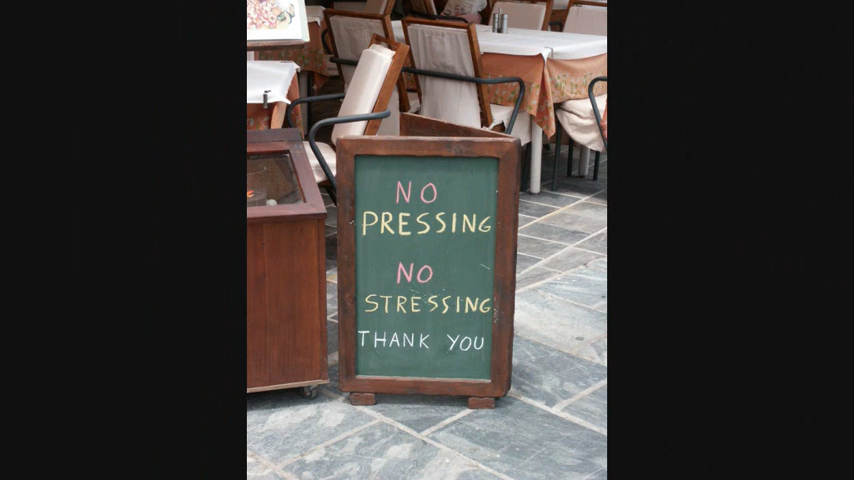 NO
PRESSING
NO
STRESSING
THANK YOU